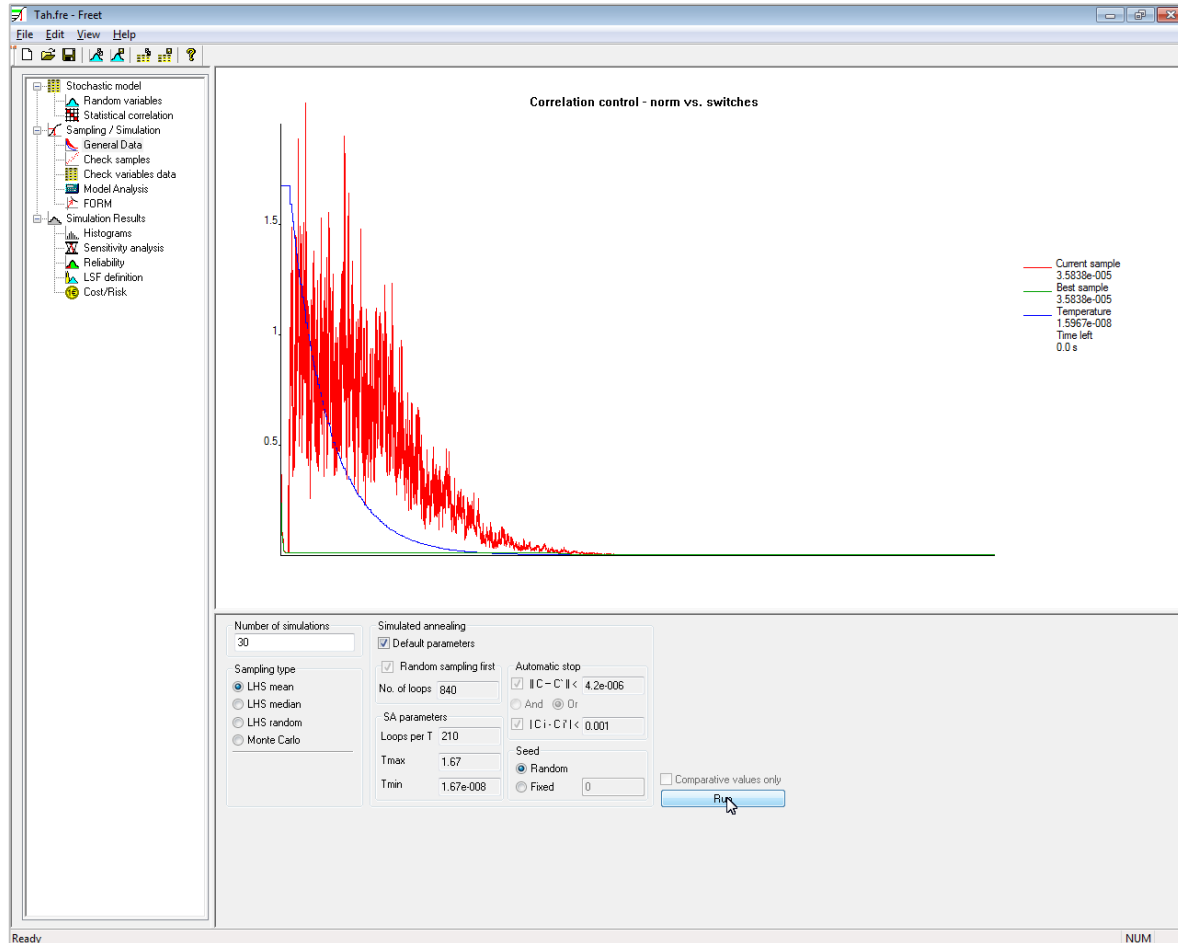 Tah.fre - Freet
File Edit View Help
Stochastic model
Random variables
Statistical correlation
Sampling / Simulation
General Data
Check samples
Check variables data
Model Analysis
FORM
Simulation Results
Histograms
Sensitivity analysis
Reliability
LSF definition
Cost/Risk
Correlation control - norm vs. switches
1.5
1
0.5
Current sample
3.5838e-005
Best sample
3.5838e-005
Temperature
1.5967e-008
Time left
0.0 s
Number of simulations
30
Sampling type
LHS mean
LHS median
LHS random
Monte Carlo
Simulated annealing
Default parameters
Random sampling first
No. of loops 840
SA parameters
Loops per T 210
Tmax 1.67
Tmin 1.67e-008
Automatic stop
|| C - C` || < 4.2e-006
And Or
| C i - C i'| < 0.001
Seed
Random
Fixed 0
Comparative values only
Run
Ready NUM